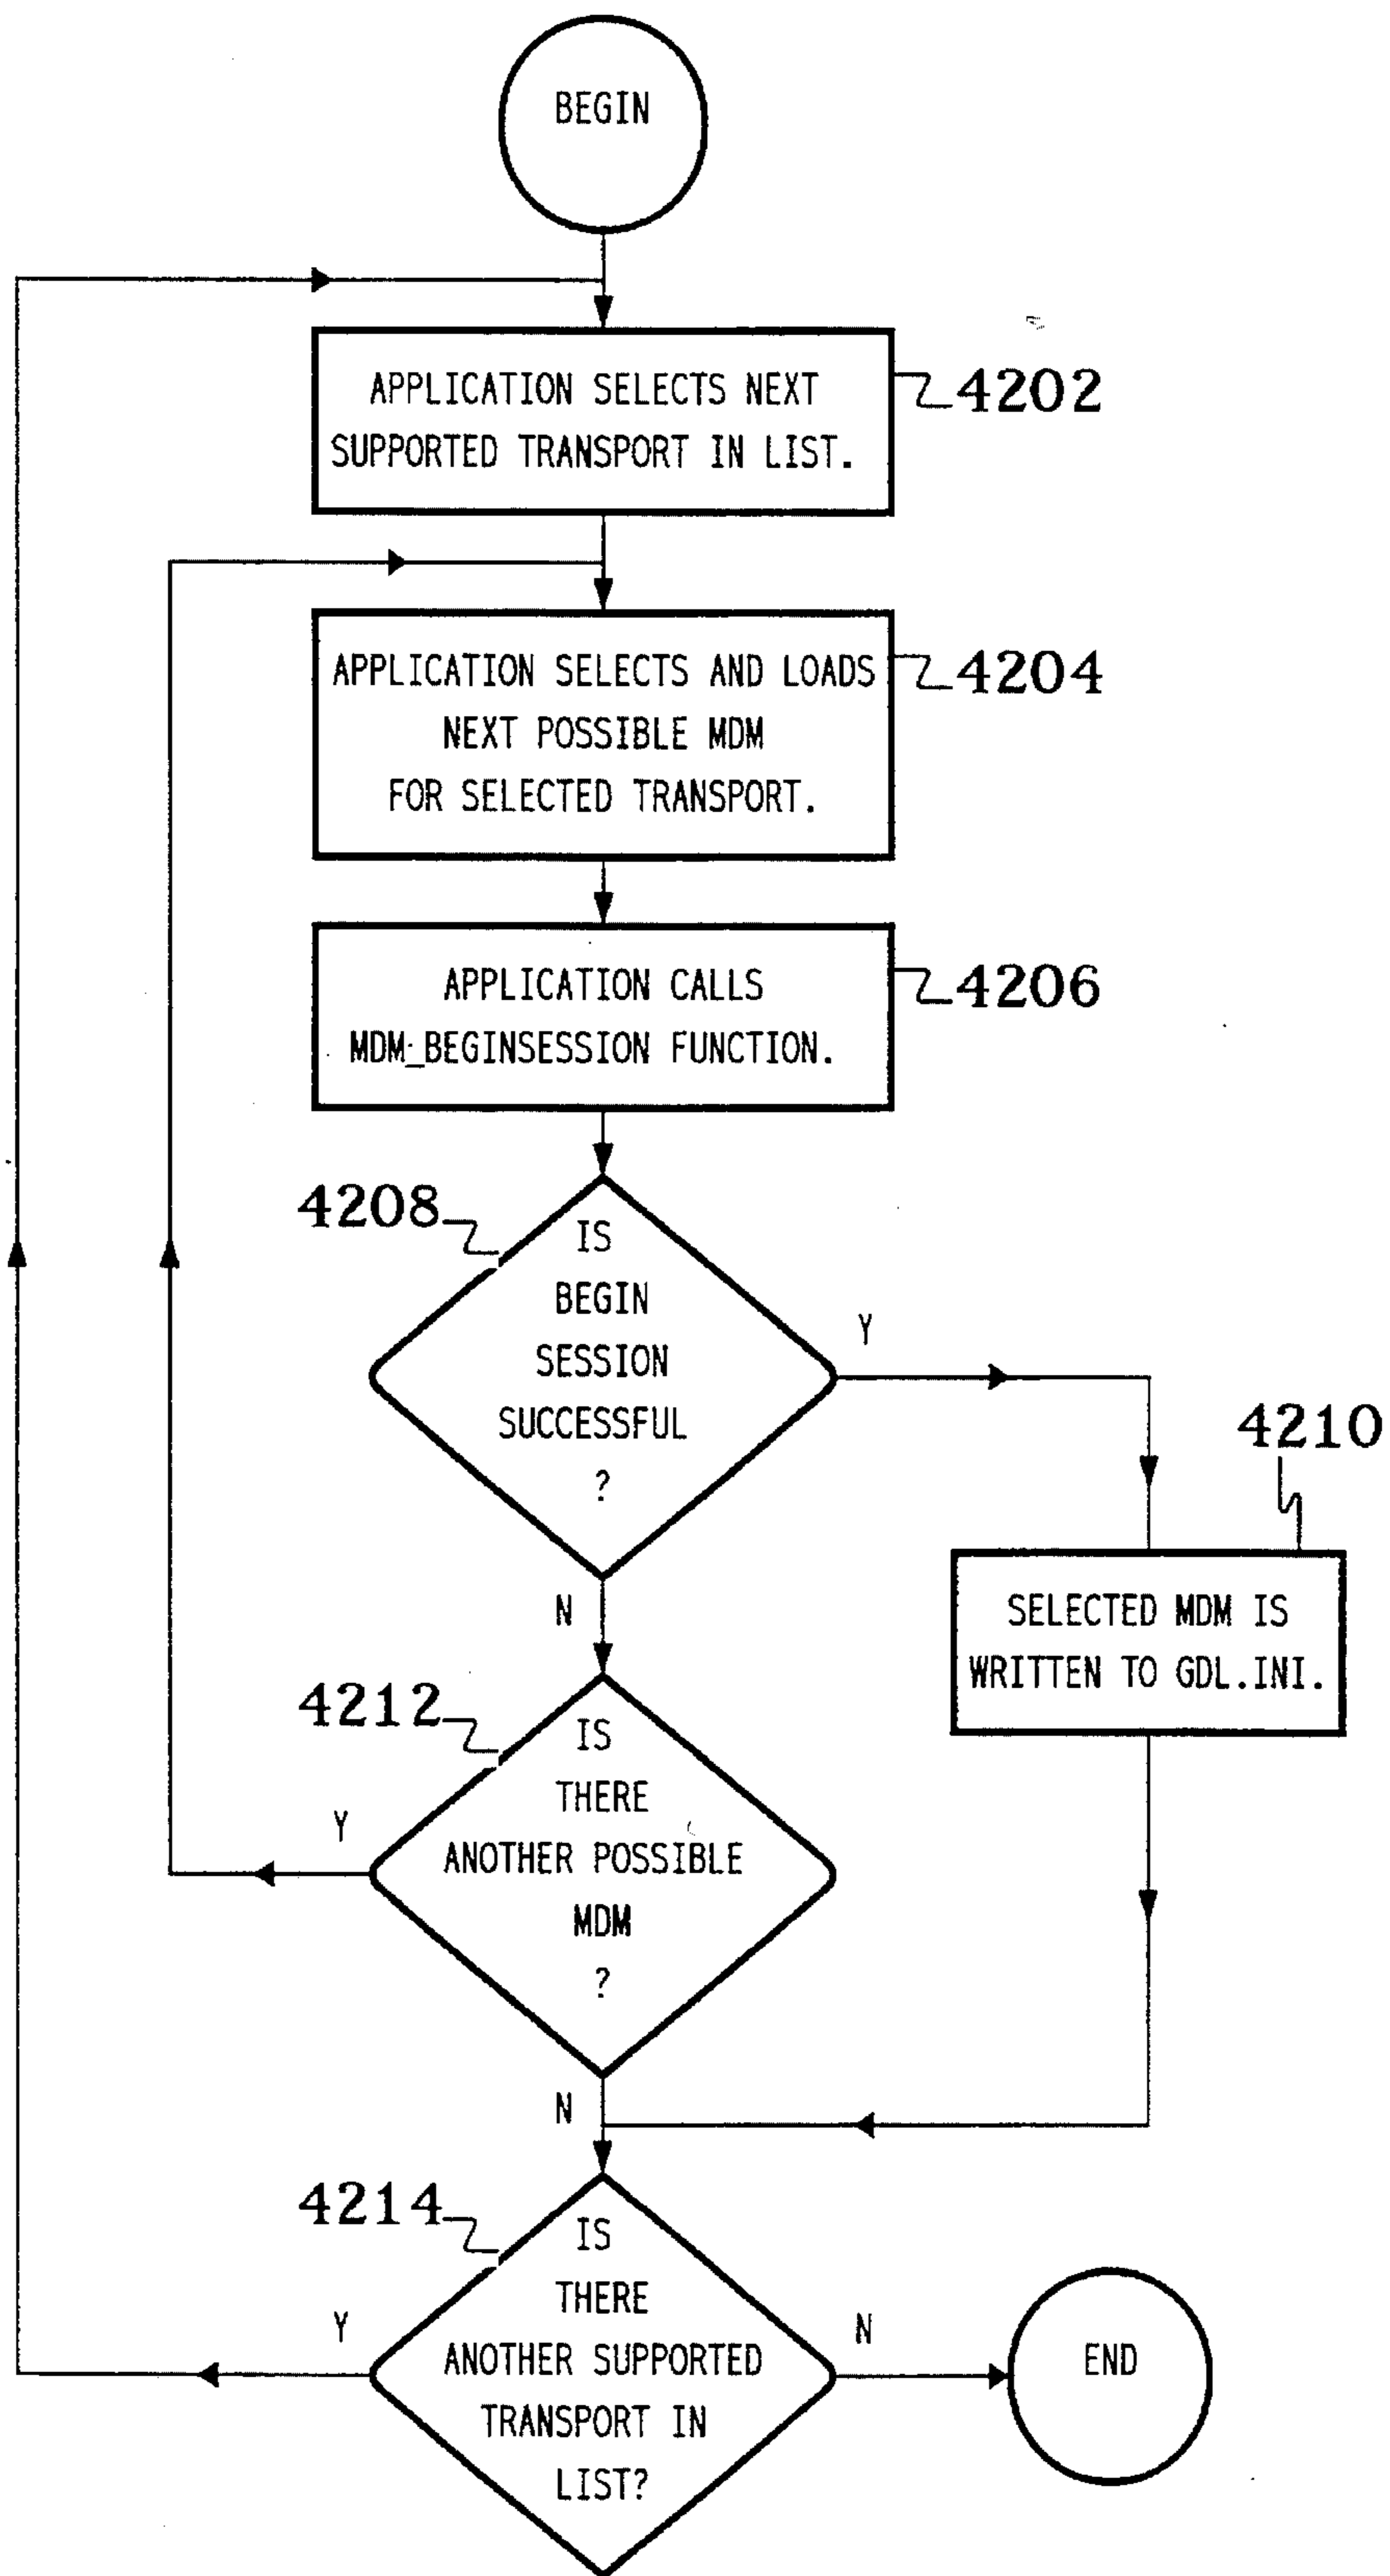 BEGIN
APPLICATION SELECTS NEXT
SUPPORTED TRANSPORT IN LIST.
4202
APPLICATION SELECTS AND LOADS
NEXT POSSIBLE MDM
FOR SELECTED TRANSPORT.
4204
APPLICATION CALLS
MDM_BEGINSESSION FUNCTION.
4206
4208
IS
BEGIN
SESSION
SUCCESSFUL
?
Y
N
4210
SELECTED MDM IS
WRITTEN TO GDL.INI.
4212
IS
THERE
ANOTHER POSSIBLE
MDM
?
Y
N
4214
IS
THERE
ANOTHER SUPPORTED
TRANSPORT IN
LIST?
Y
N
END